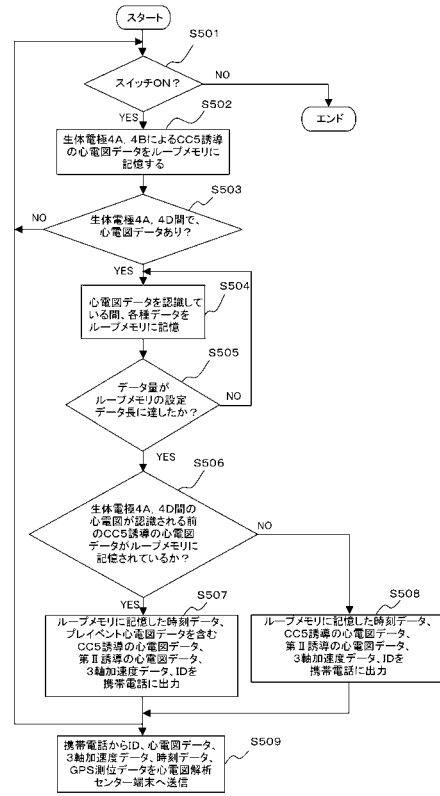 スタート
S501
スイッチON?
NO
エンド
YES
S502
生体電極4A,4BによるCC5誘導
の心電図データをループメモリに
記憶する
S503
NO
生体電極4A,4D間で、
心電図データあり?
YES
S504
心電図データを認識して
いる間、各種データを
ループメモリに記憶
S505
データ量が
ループメモリの設定
データ長に達したか?
NO
YES
S506
生体電極4A,4D間の
心電図が認識される前
のCC5誘導の心電図
データがループメモリに
記憶されているか?
NO
YES
S507
ループメモリに記憶した時刻データ、
プレイベント心電図データを含む
CC5誘導の心電図データ、
第Ⅱ誘導の心電図データ、
3軸加速度データ、IDを
携帯電話に出力
S508
ループメモリに記憶した時刻データ、
CC5誘導の心電図データ、
第Ⅱ誘導の心電図データ、
3軸加速度データ、IDを
携帯電話に出力
S509
携帯電話からID、心電図データ、
3軸加速度データ、時刻データ、
GPS測位データを心電図解析
センター端末へ送信